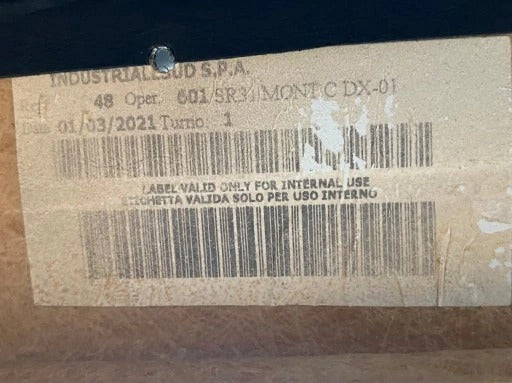 INDUSTRIALESUD S.P.A.
48 Oper. 601/SR31 MONT C DX-01
Data 01/03/2021 Turno: 1
LABEL VALID ONLY FOR INTERNAL USE
ETICHETTA VALIDA SOLO PER USO INTERNO